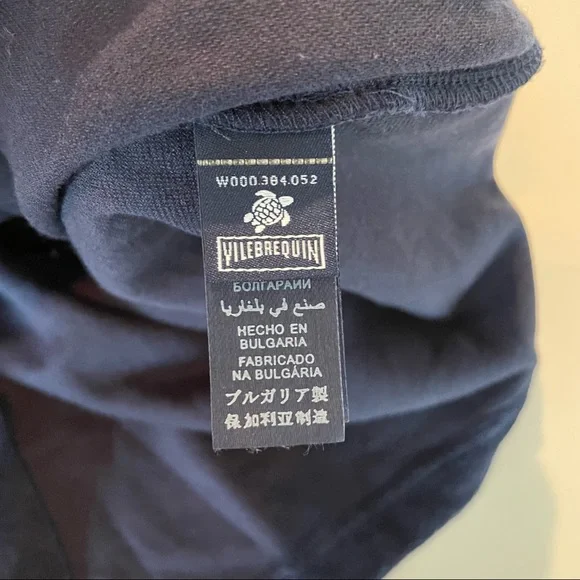 W000.384.052
VILEBREQUIN
БОЛГАРИИ
صنع في بلغاريا
HECHO EN
BULGARIA
FABRICADO
NA BULGÁRIA
ブルガリア製
保加利亚制造